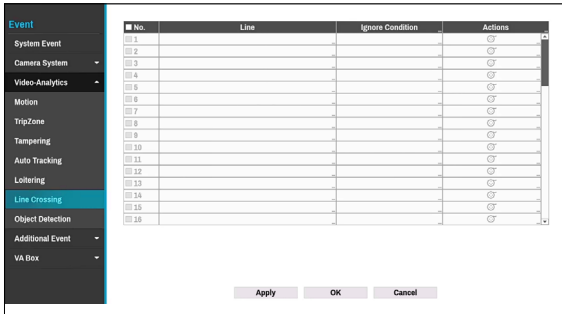 Event
System Event
Camera System
Video-Analytics
Motion
TripZone
Tampering
Auto Tracking
Loitering
Line Crossing
Object Detection
Additional Event
VA Box
No. Line Ignore Condition Actions
1
2
3
4
5
6
7
8
9
10
11
12
13
14
15
16
Apply OK Cancel